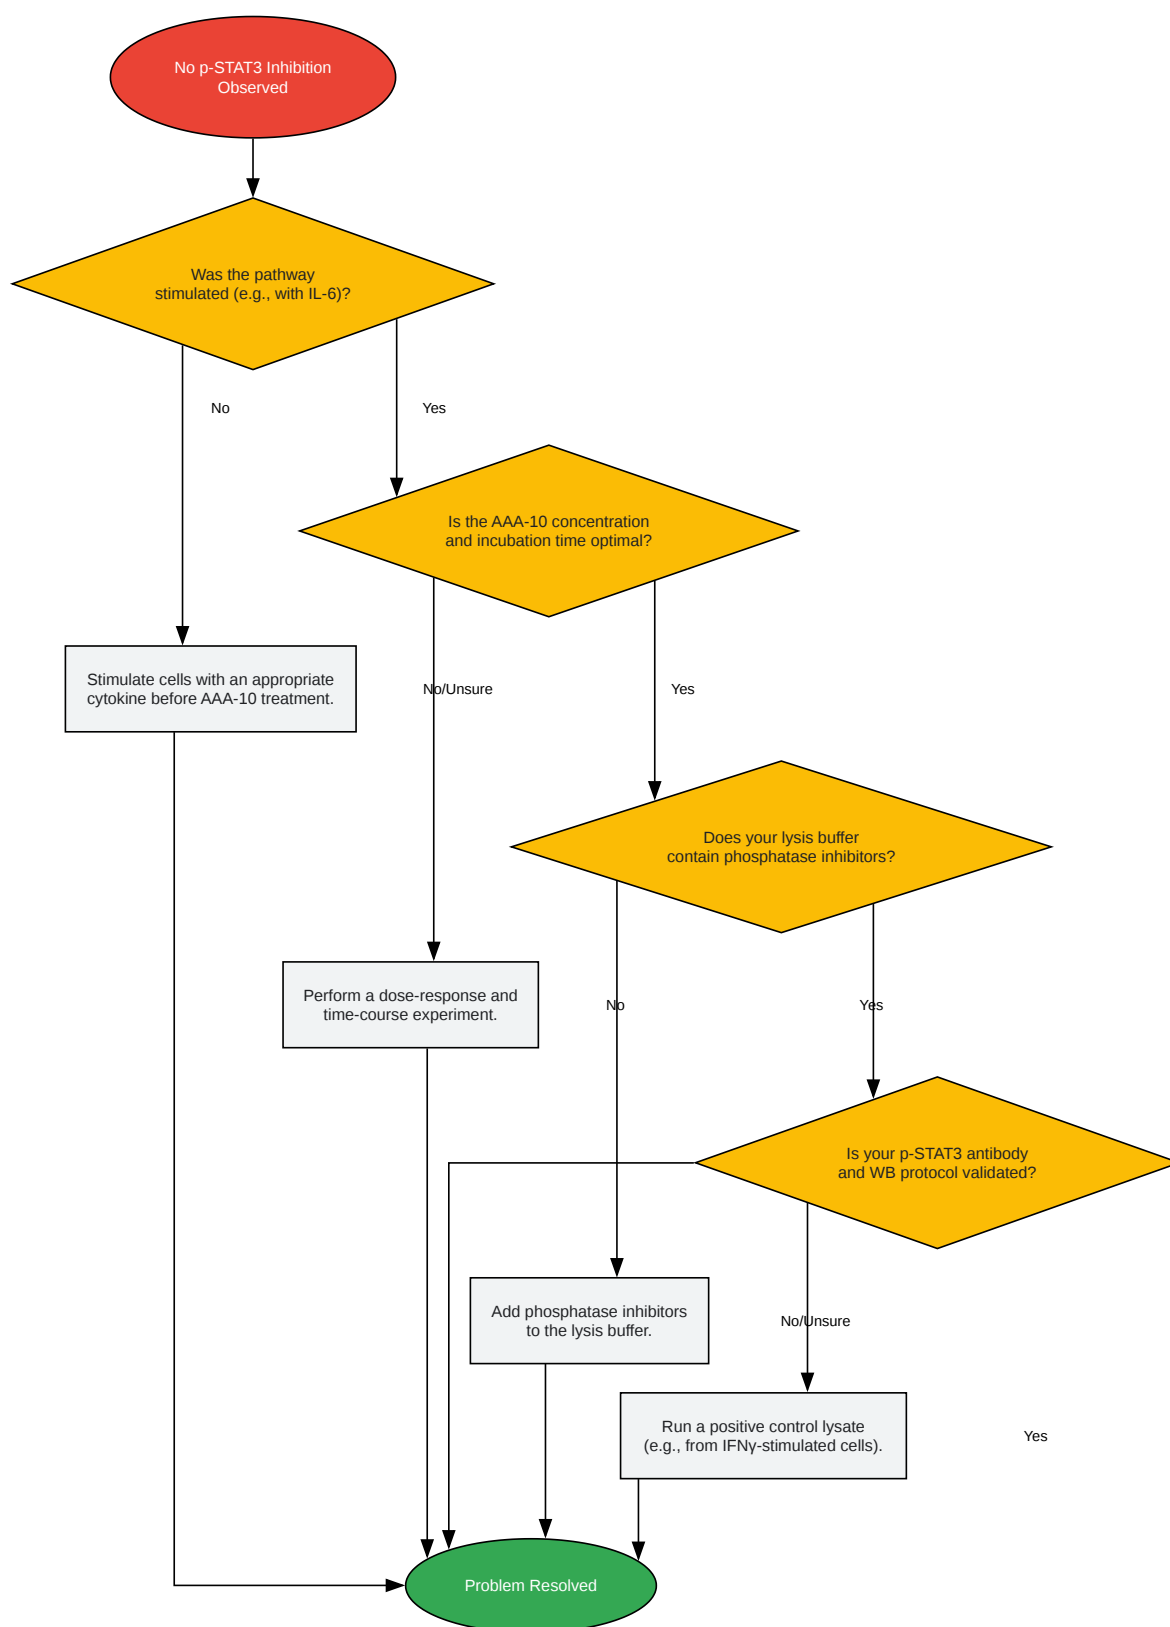 No p-STAT3 Inhibition
Observed
Was the pathway
stimulated (e.g., with IL-6)?
No
Yes
Is the AAA-10 concentration
and incubation time optimal?
Stimulate cells with an appropriate
cytokine before AAA-10 treatment.
No/Unsure
Yes
Does your lysis buffer
contain phosphatase inhibitors?
Perform a dose-response and
time-course experiment.
No
Yes
Is your p-STAT3 antibody
and WB protocol validated?
Add phosphatase inhibitors
to the lysis buffer.
No/Unsure
Run a positive control lysate
(e.g., from IFNγ-stimulated cells).
Yes
Problem Resolved